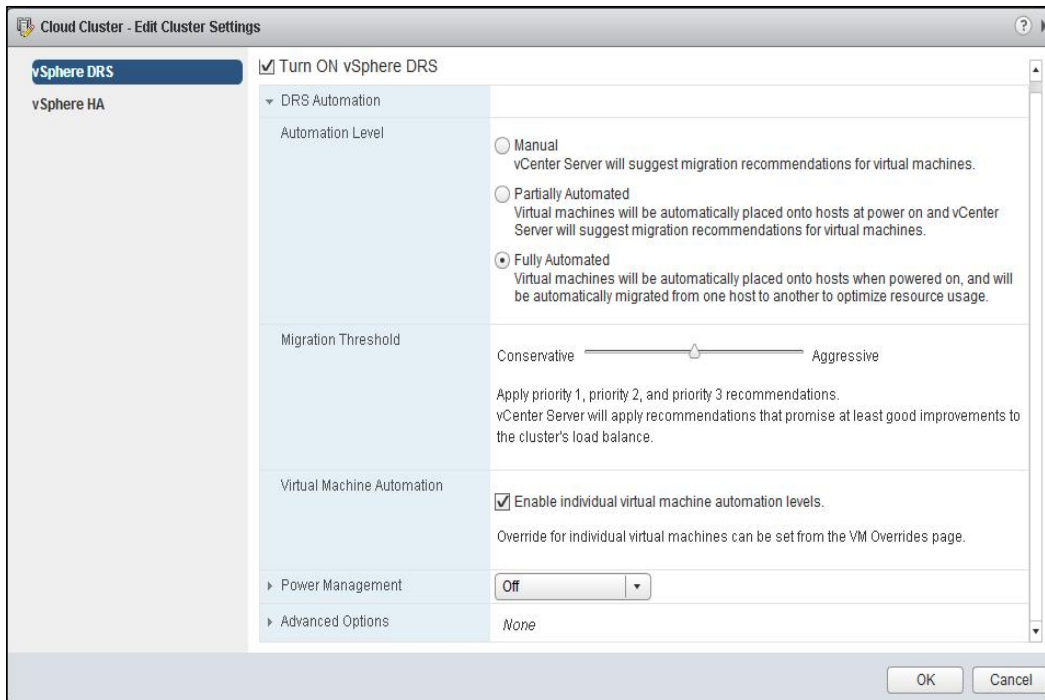 Cloud Cluster - Edit Cluster Settings
?
vSphere DRS
vSphere HA
Turn ON vSphere DRS
DRS Automation
Automation Level
Manual
vCenter Server will suggest migration recommendations for virtual machines.
Partially Automated
Virtual machines will be automatically placed onto hosts at power on and vCenter
Server will suggest migration recommendations for virtual machines.
Fully Automated
Virtual machines will be automatically placed onto hosts when powered on, and will
be automatically migrated from one host to another to optimize resource usage.
Migration Threshold
Conservative Aggressive
Apply priority 1, priority 2, and priority 3 recommendations.
vCenter Server will apply recommendations that promise at least good improvements to
the cluster's load balance.
Virtual Machine Automation
Enable individual virtual machine automation levels.
Override for individual virtual machines can be set from the VM Overrides page.
Power Management Off
Advanced Options None
OK Cancel